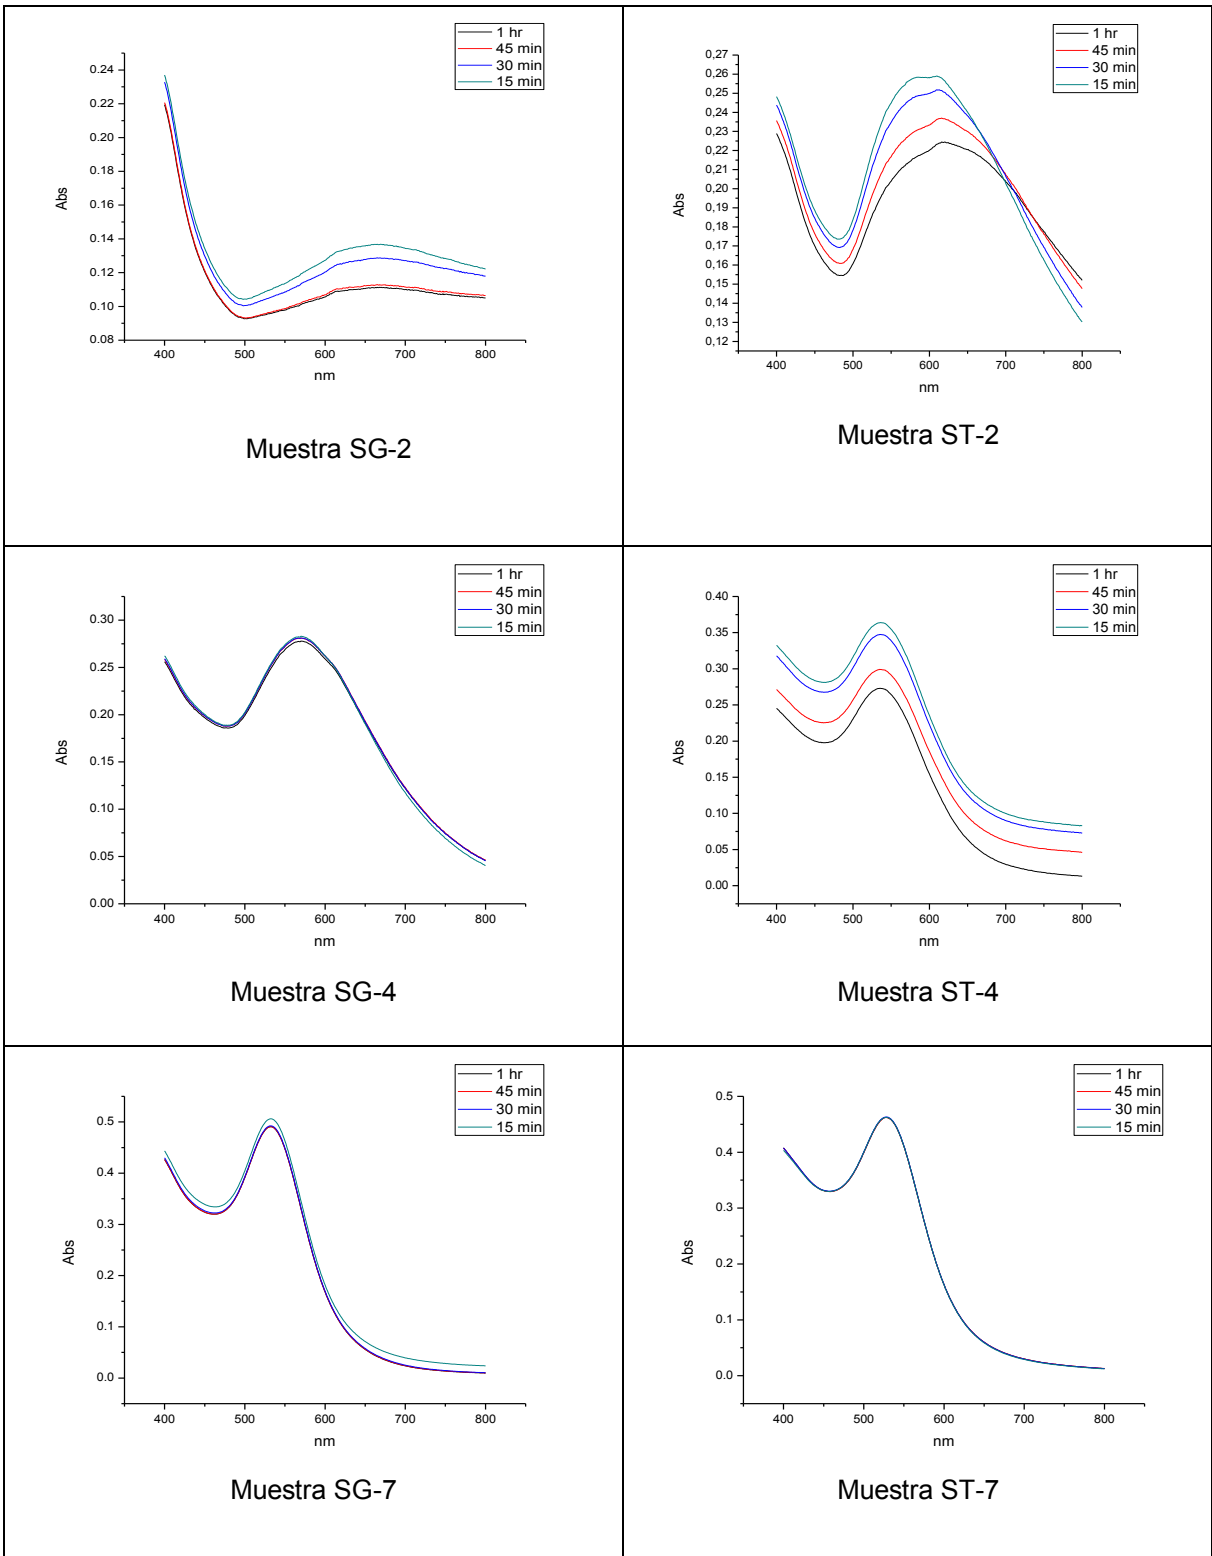 1 hr
45 min
30 min
15 min
0.24
0.22
0.20
0.18
0.16
0.14
0.12
0.10
0.08
Abs
400 500 600 700 800
nm
Muestra SG-2
1 hr
45 min
30 min
15 min
0,27
0,26
0,25
0,24
0,23
0,22
0,21
0,20
0,19
0,18
0,17
0,16
0,15
0,14
0,13
0,12
Abs
400 500 600 700 800
nm
Muestra ST-2
1 hr
45 min
30 min
15 min
0.30
0.25
0.20
0.15
0.10
0.05
0.00
Abs
400 500 600 700 800
nm
Muestra SG-4
1 hr
45 min
30 min
15 min
0.40
0.35
0.30
0.25
0.20
0.15
0.10
0.05
0.00
Abs
400 500 600 700 800
nm
Muestra ST-4
1 hr
45 min
30 min
15 min
0.5
0.4
0.3
0.2
0.1
0.0
Abs
400 500 600 700 800
nm
Muestra SG-7
1 hr
45 min
30 min
15 min
0.5
0.4
0.3
0.2
0.1
0.0
Abs
400 500 600 700 800
nm
Muestra ST-7